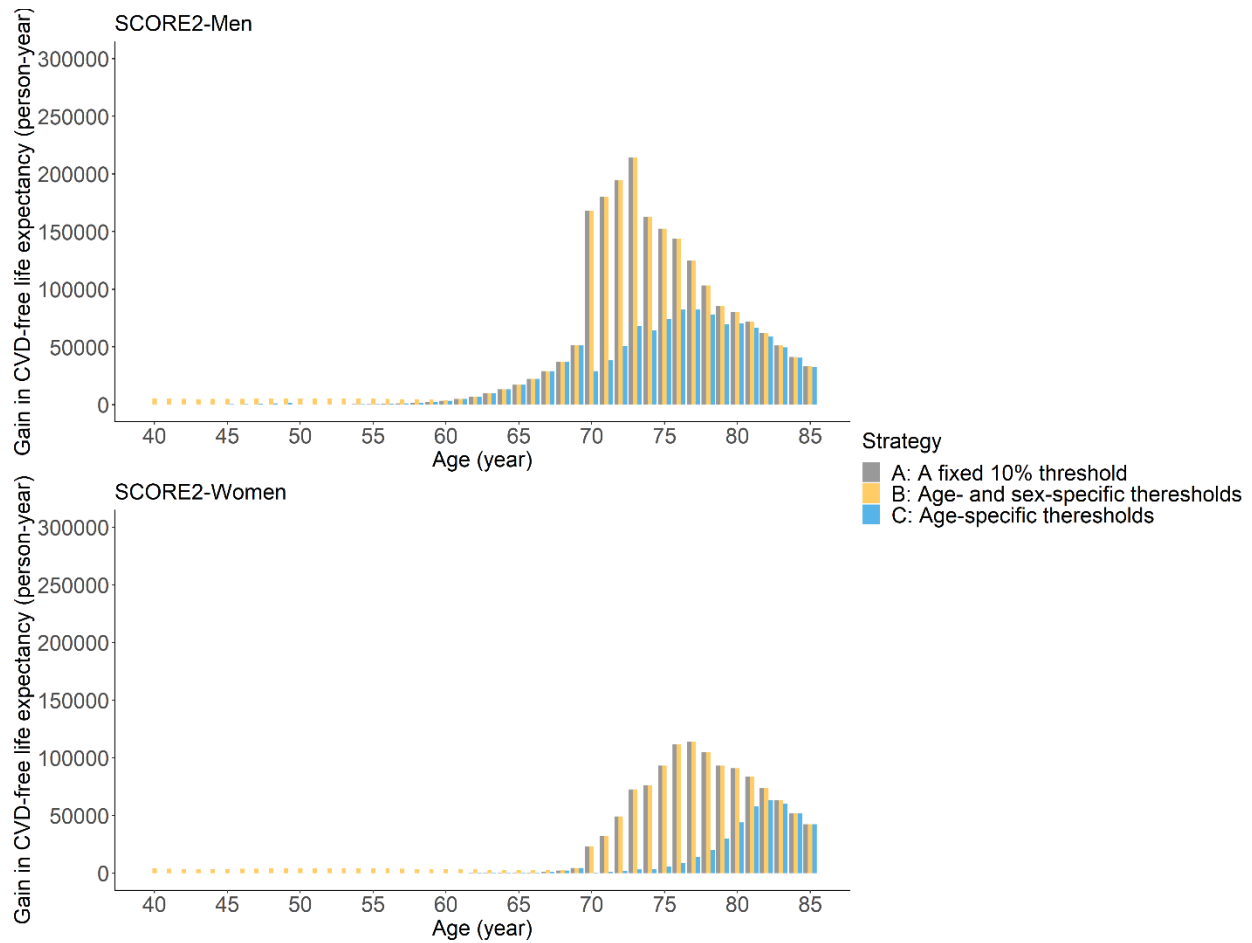 SCORE2-Men
Gain in CVD-free life expectancy (person-year)
300000
250000
200000
150000
100000
50000
0
40 45 50 55 60 65 70 75 80 85
Age (year)
Strategy
A: A fixed 10% threshold
B: Age- and sex-specific theresholds
C: Age-specific theresholds
SCORE2-Women
Gain in CVD-free life expectancy (person-year)
300000
250000
200000
150000
100000
50000
0
40 45 50 55 60 65 70 75 80 85
Age (year)